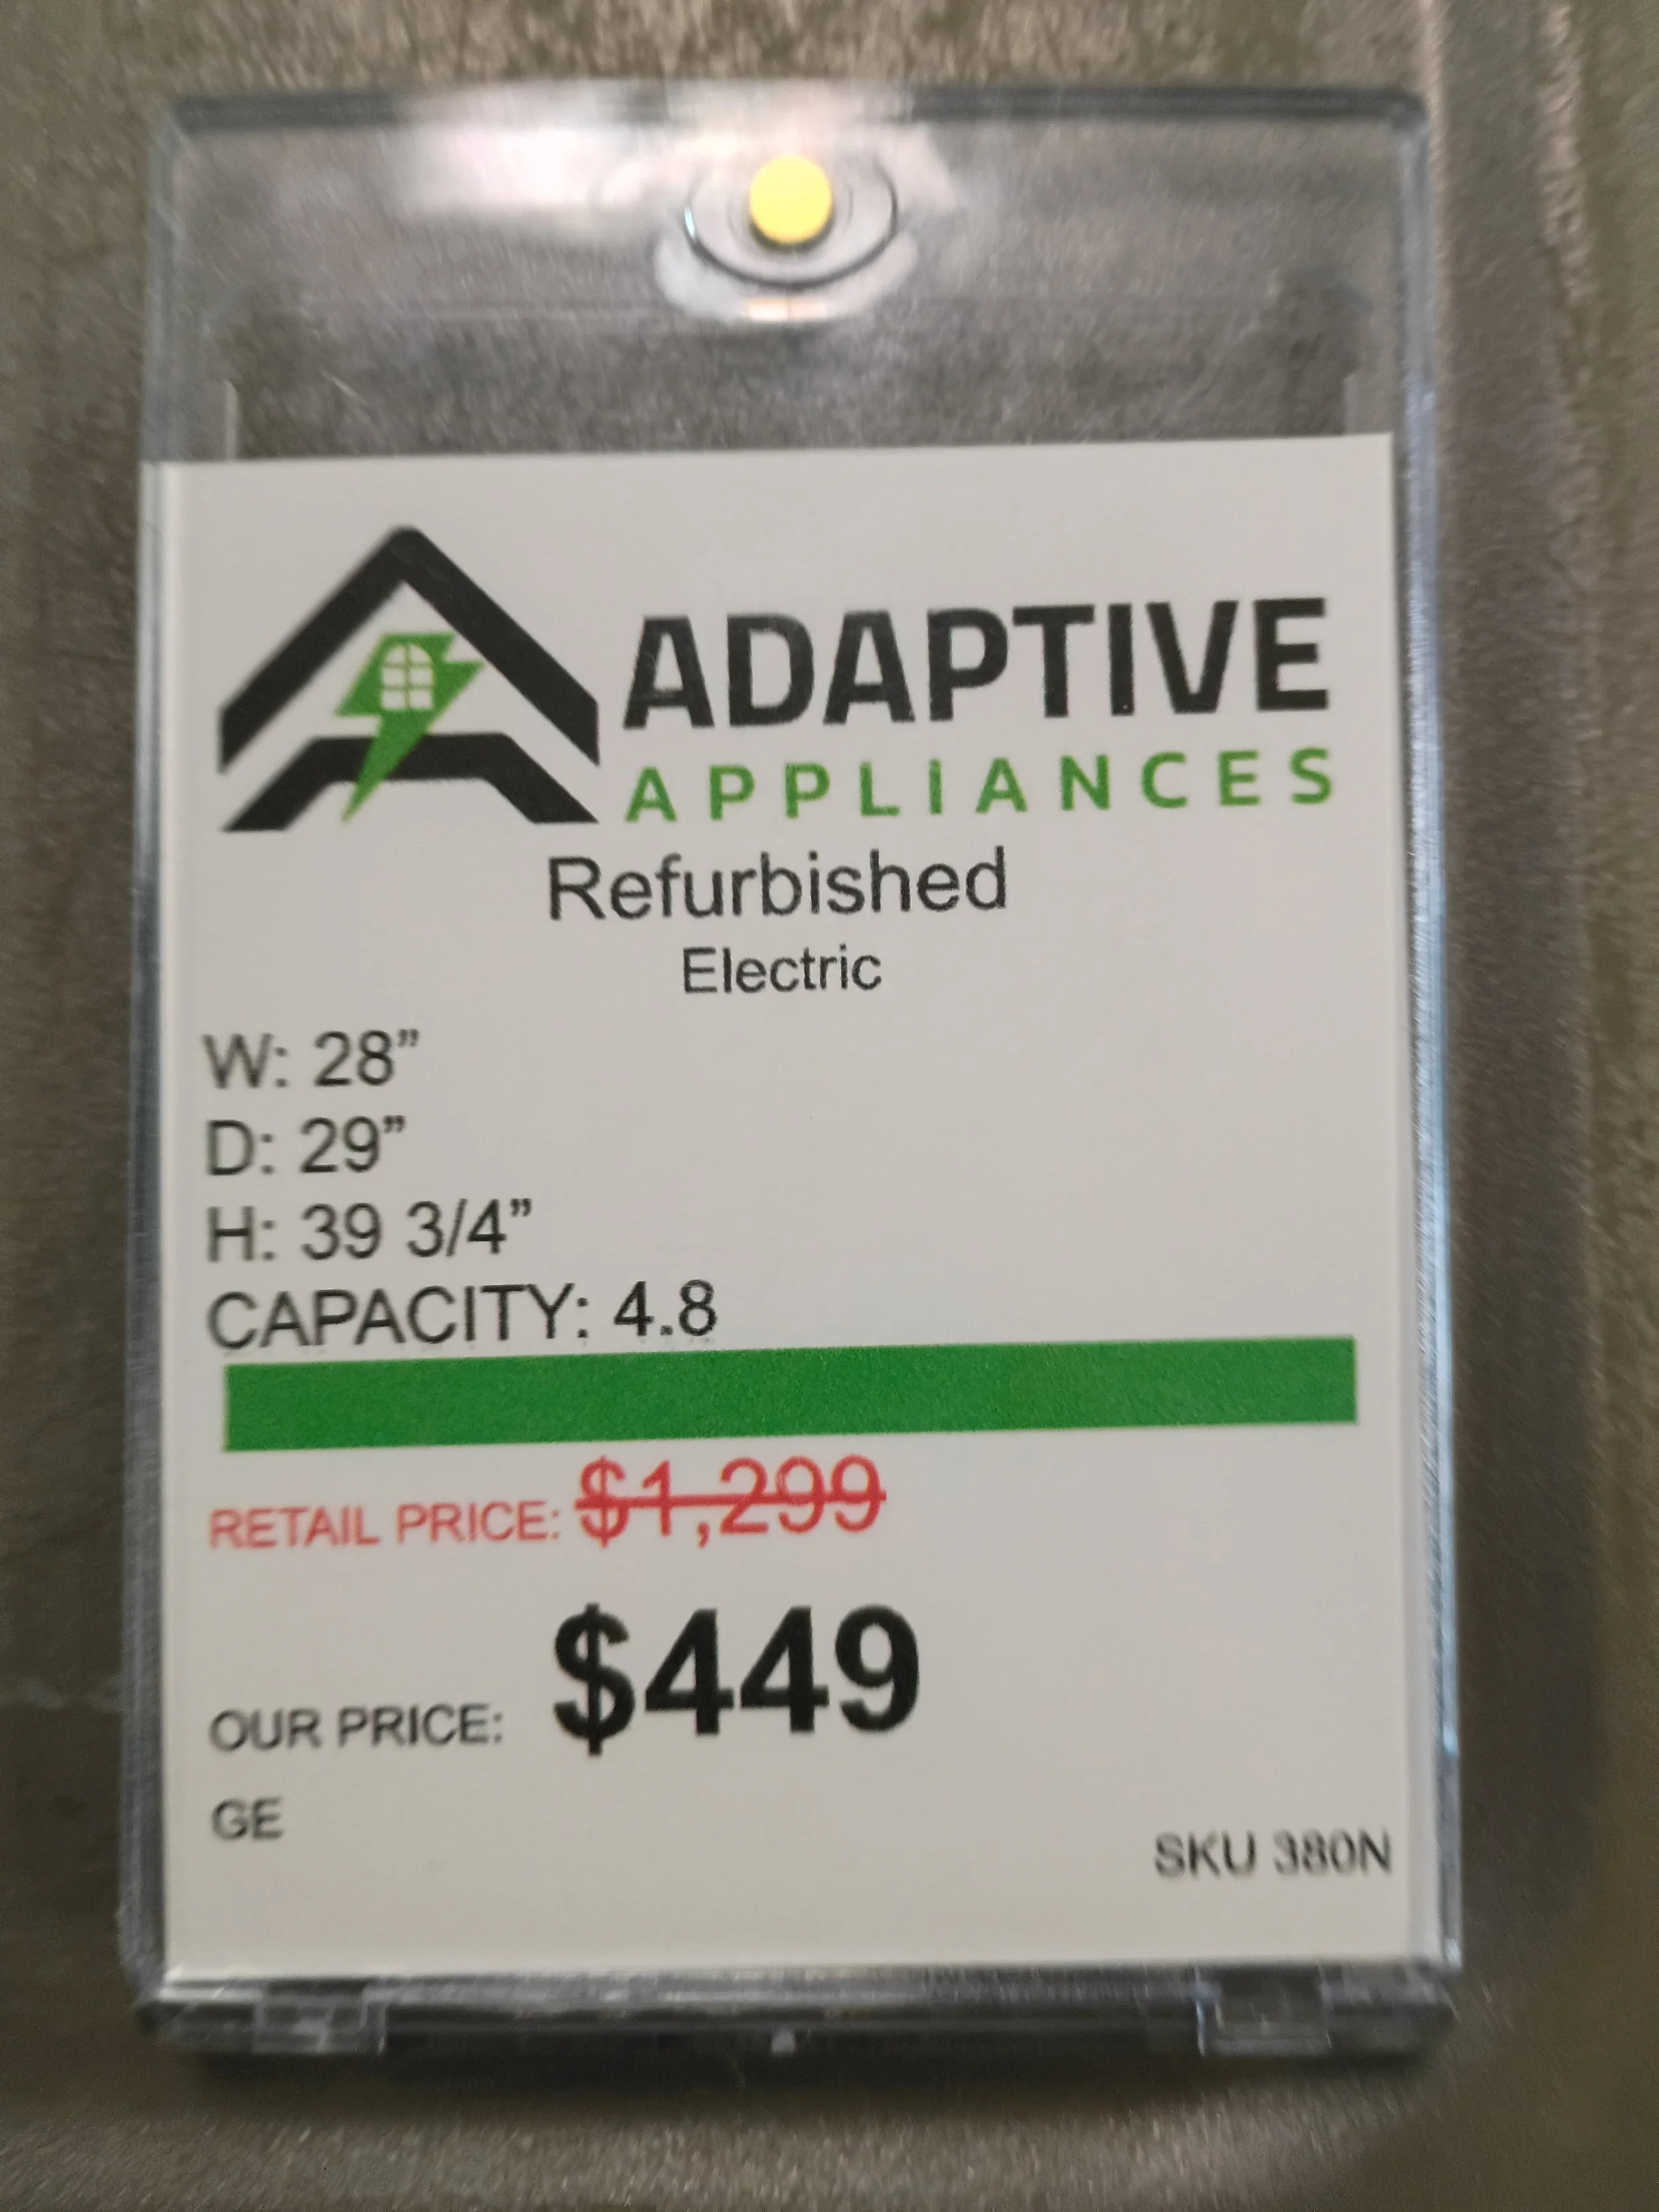 ADAPTIVE
APPLIANCES
Refurbished
Electric
W: 28”
D: 29”
H: 39 3/4”
CAPACITY: 4.8
RETAIL PRICE: $1,299
OUR PRICE: $449
GE
SKU 380N